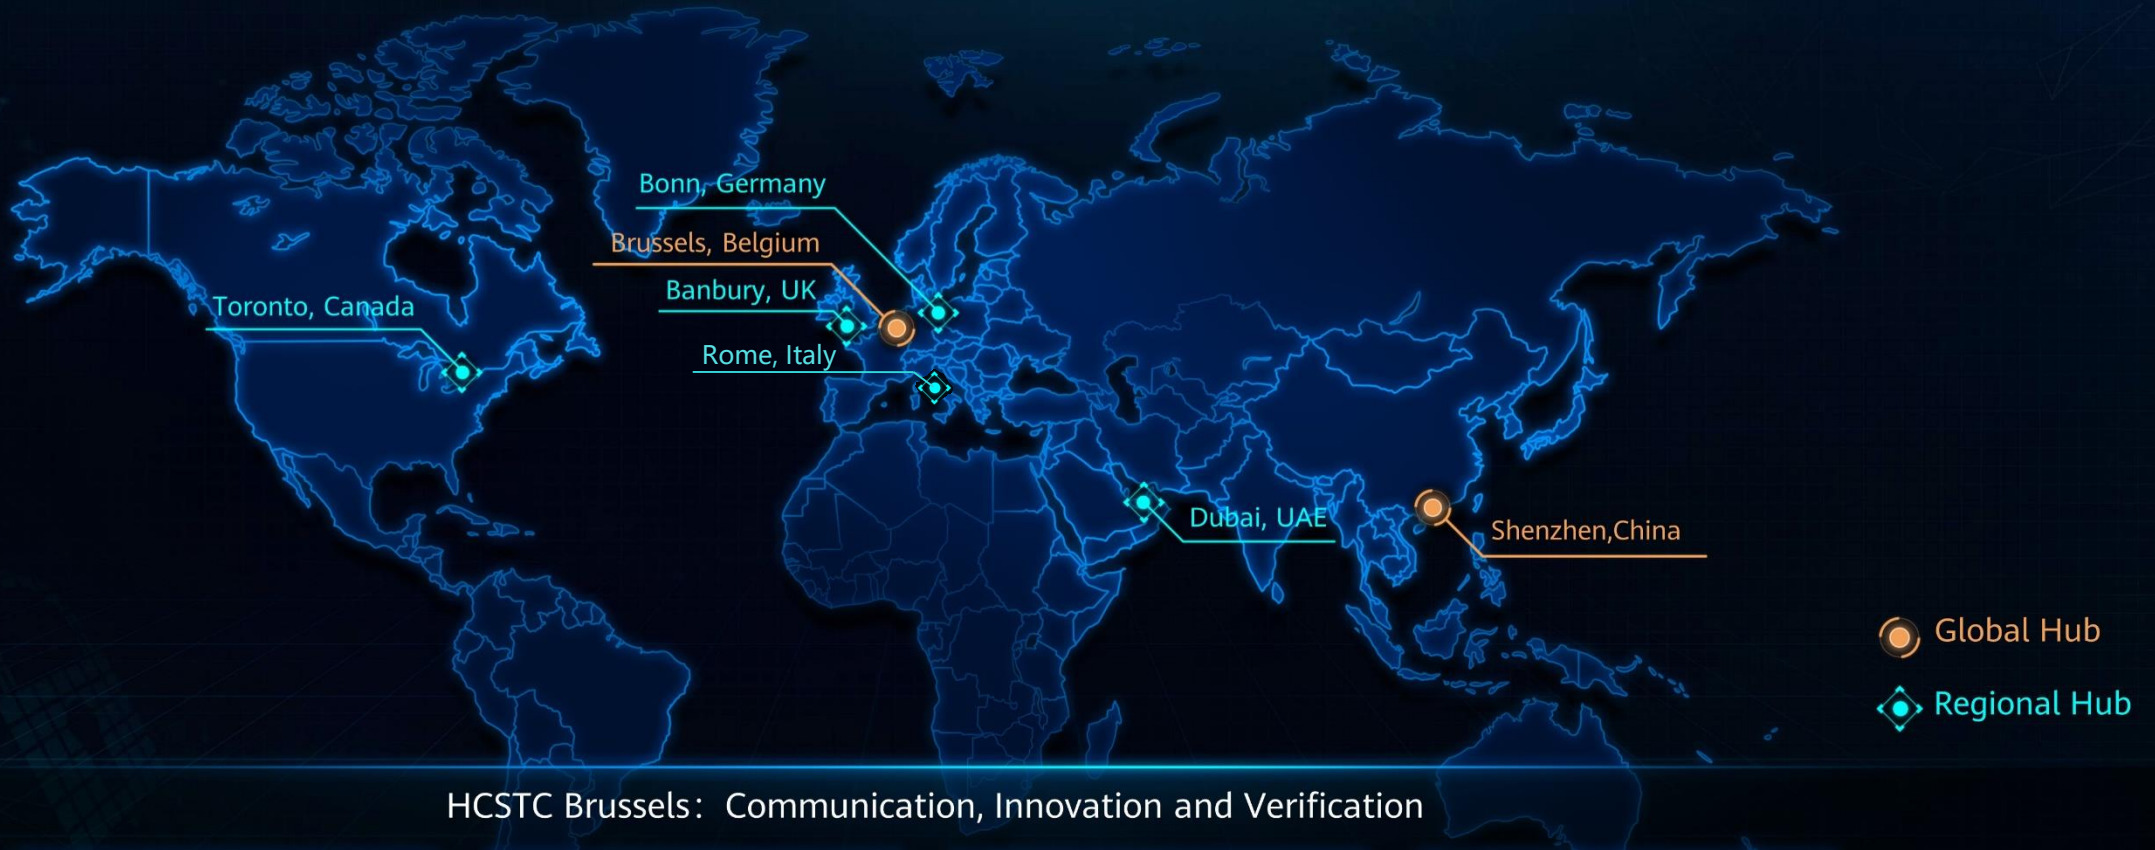 Bonn, Germany
Brussels, Belgium
Banbury, UK
Toronto, Canada
Rome, Italy
Dubai, UAE
Shenzhen,China
Global Hub
Regional Hub
HCSTC Brussels: Communication, Innovation and Verification